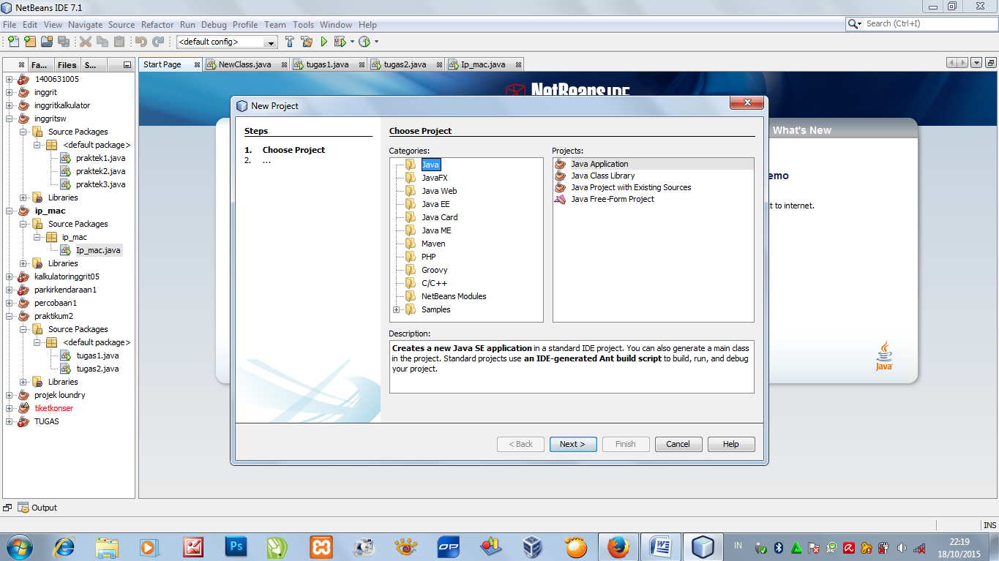 NetBeans IDE 7.1
File Edit View Navigate Source Refactor Run Debug Profile Team Tools Window Help
Search (Ctrl+I)
<default config>
Fa... Files S...
Start Page NewClass.java tugas1.java tugas2.java Ip_mac.java
1400631005
inggrit
inggritkalkulator
inggritsw
Source Packages
<default package>
praktek1.java
praktek2.java
praktek3.java
Libraries
ip_mac
Source Packages
ip_mac
Ip_mac.java
Libraries
kalkulatoringgrit05
parkirkendaraan1
percobaan1
praktikum2
Source Packages
<default package>
tugas1.java
tugas2.java
Libraries
projek loundry
tiketkonser
TUGAS
NetBeans IDE
What's New
emo
t to internet.
Java
New Project
Steps
1. Choose Project
2. ...
Choose Project
Categories:
Java
JavaFX
Java Web
Java EE
Java Card
Java ME
Maven
PHP
Groovy
C/C++
NetBeans Modules
Samples
Projects:
Java Application
Java Class Library
Java Project with Existing Sources
Java Free-Form Project
Description:
Creates a new Java SE application in a standard IDE project. You can also generate a main class
in the project. Standard projects use an IDE-generated Ant build script to build, run, and debug
your project.
< Back Next > Finish Cancel Help
Output
INS
Ps
OP
W
IN
22:19
18/10/2015